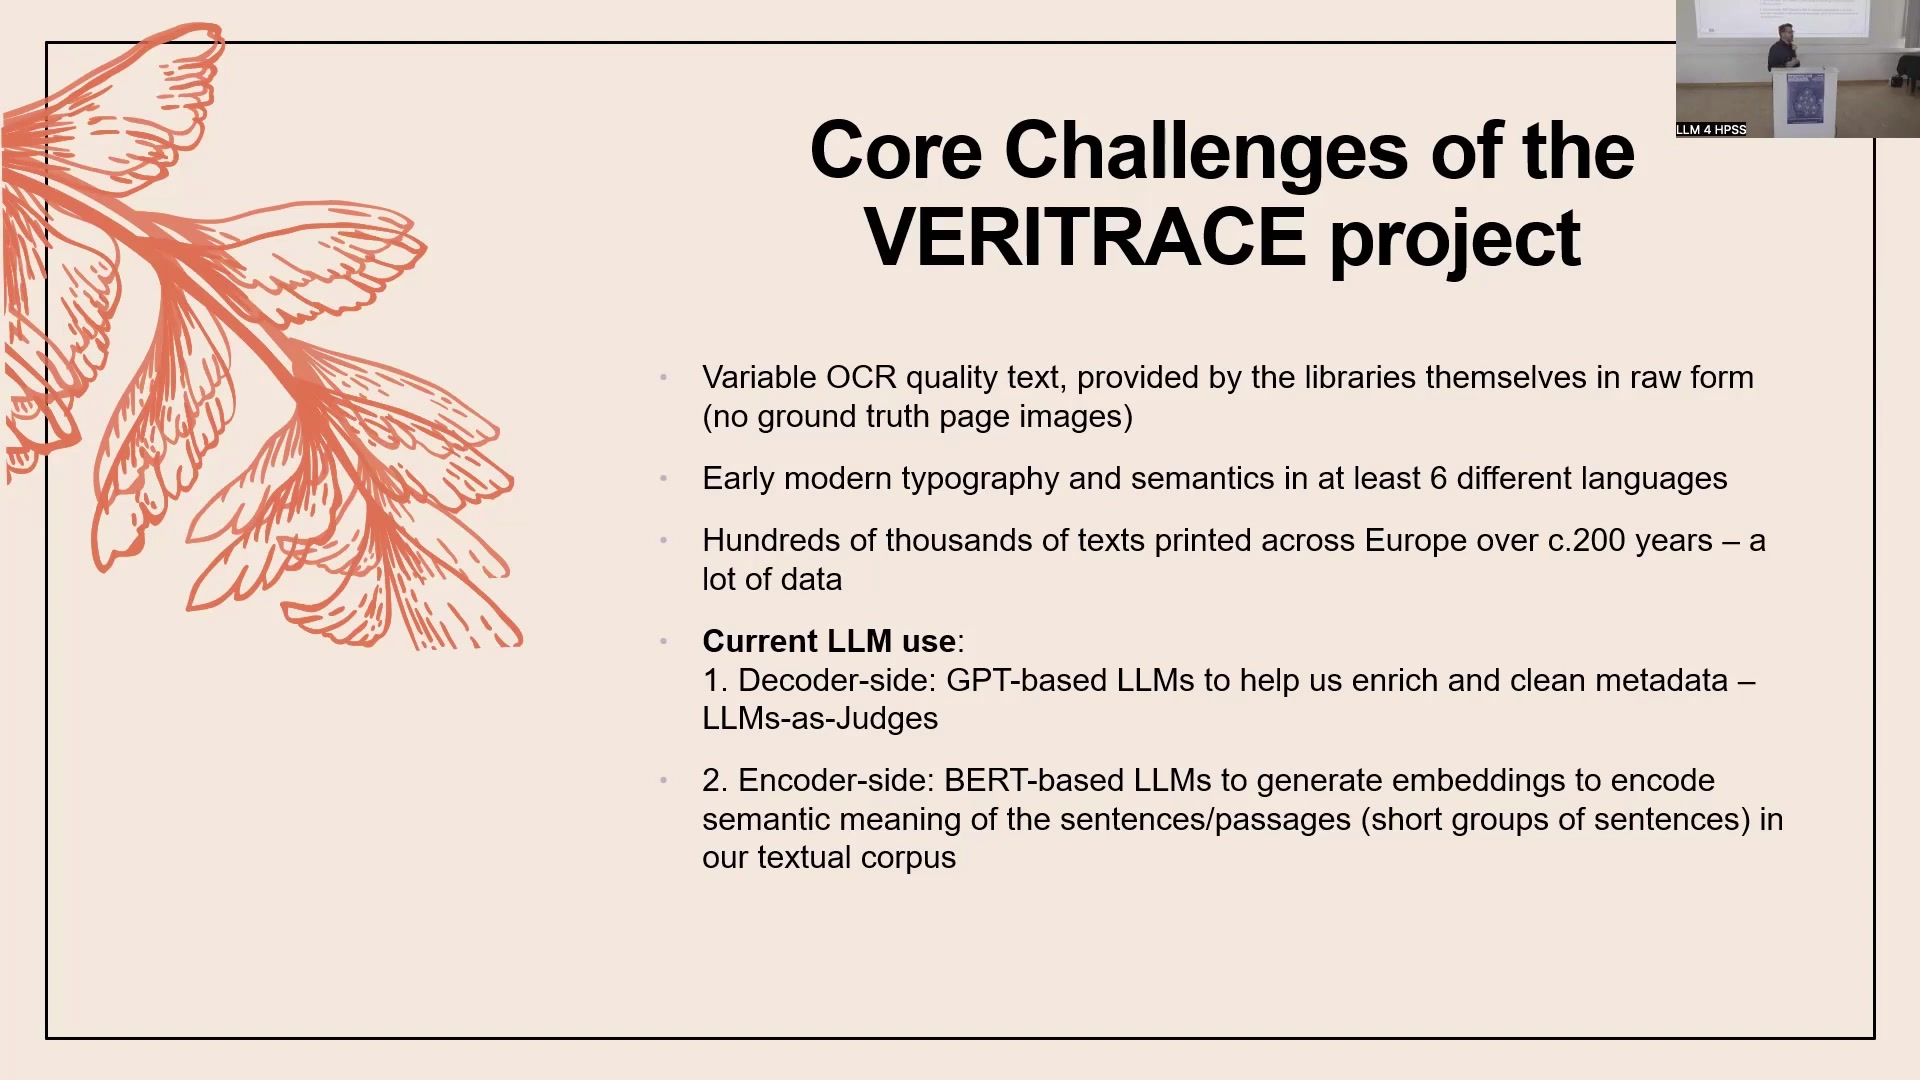 Core Challenges of the
VERITRACE project
LLM 4 HPSS
• Variable OCR quality text, provided by the libraries themselves in raw form
(no ground truth page images)
• Early modern typography and semantics in at least 6 different languages
• Hundreds of thousands of texts printed across Europe over c.200 years – a
lot of data
• Current LLM use:
1. Decoder-side: GPT-based LLMs to help us enrich and clean metadata –
LLMs-as-Judges
• 2. Encoder-side: BERT-based LLMs to generate embeddings to encode
semantic meaning of the sentences/passages (short groups of sentences) in
our textual corpus